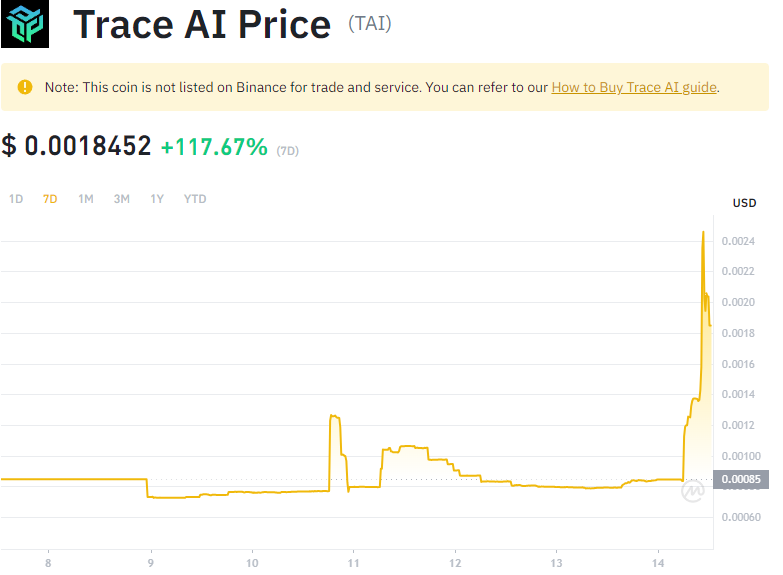 Trace AI Price (TAI)
Note: This coin is not listed on Binance for trade and service. You can refer to our How to Buy Trace AI guide.
$ 0.0018452 +117.67% (7D)
1D 7D 1M 3M 1Y YTD
USD
0.0024
0.0022
0.0020
0.0018
0.0016
0.0014
0.0012
0.00100
0.00085
0.00060
8 9 10 11 12 13 14